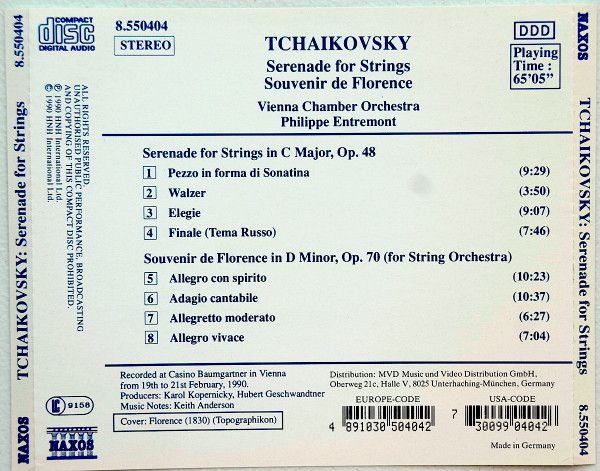 8.550404
TCHAIKOVSKY: Serenade for Strings
NAXOS
COMPACT
disc
DIGITAL AUDIO
8.550404
STEREO
TCHAIKOVSKY
Serenade for Strings
Souvenir de Florence
Vienna Chamber Orchestra
Philippe Entremont
DDD
Playing
Time :
65'05"
ALL RIGHTS RESERVED.
UNAUTHORISED PUBLIC PERFORMANCE, BROADCASTING
AND COPYING OF THIS COMPACT DISC PROHIBITED.
℗ 1990 HNH International Ltd.
© 1990 HNH International Ltd.
Serenade for Strings in C Major, Op. 48
1 Pezzo in forma di Sonatina (9:29)
2 Walzer (3:50)
3 Elegie (9:07)
4 Finale (Tema Russo) (7:46)
Souvenir de Florence in D Minor, Op. 70 (for String Orchestra)
5 Allegro con spirito (10:23)
6 Adagio cantabile (10:37)
7 Allegretto moderato (6:27)
8 Allegro vivace (7:04)
LC 9158
Recorded at Casino Baumgartner in Vienna
from 19th to 21st February, 1990.
Producers: Karol Kopernicky, Hubert Geschwandtner
Music Notes: Keith Anderson
Cover: Florence (1830) (Topographikon)
Distribution: MVD Music und Video Distribution GmbH,
Oberweg 21c, Halle V, 8025 Unterhaching-München, Germany
EUROPE-CODE
4 891030 504042
USA-CODE
7 30099 04042
Made in Germany
NAXOS
TCHAIKOVSKY: Serenade for Strings
8.550404